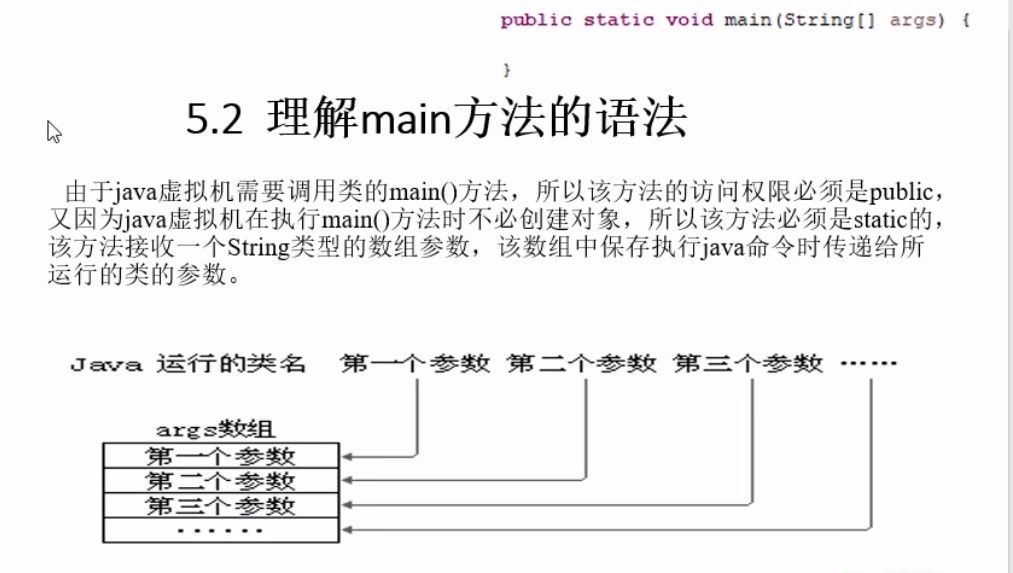 public static void main(String[] args) {
}
5.2 理解main方法的语法
由于java虚拟机需要调用类的main()方法，所以该方法的访问权限必须是public，
又因为java虚拟机在执行main()方法时不必创建对象，所以该方法必须是static的，
该方法接收一个String类型的数组参数，该数组中保存执行java命令时传递给所
运行的类的参数。
Java 运行的类名 第一个参数 第二个参数 第三个参数 ……
args数组
第一个参数
第二个参数
第三个参数
……